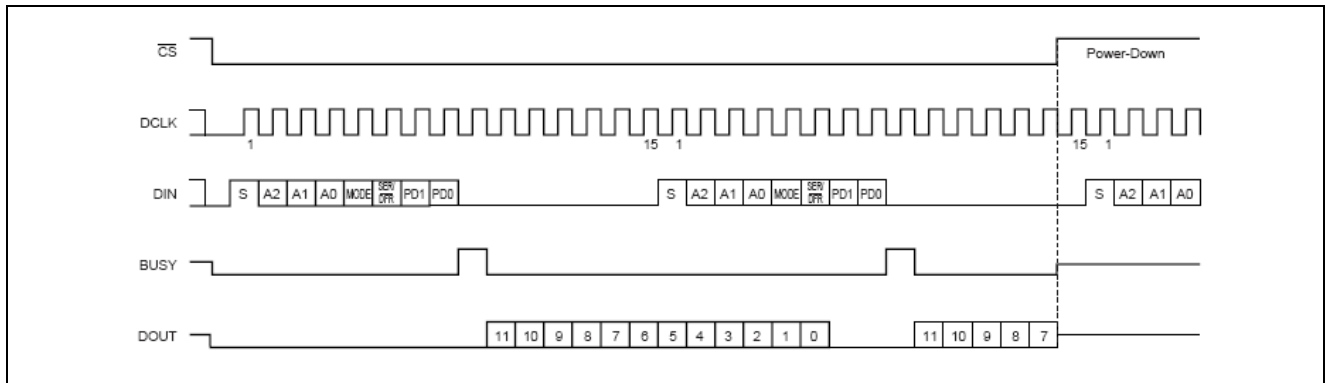 CS Power-Down
DCLK
1 15 1 15 1
DIN S A2 A1 A0 MODE SER/DFR PD1 PD0 S A2 A1 A0 MODE SER/DFR PD1 PD0 S A2 A1 A0
BUSY
DOUT 11 10 9 8 7 6 5 4 3 2 1 0 11 10 9 8 7